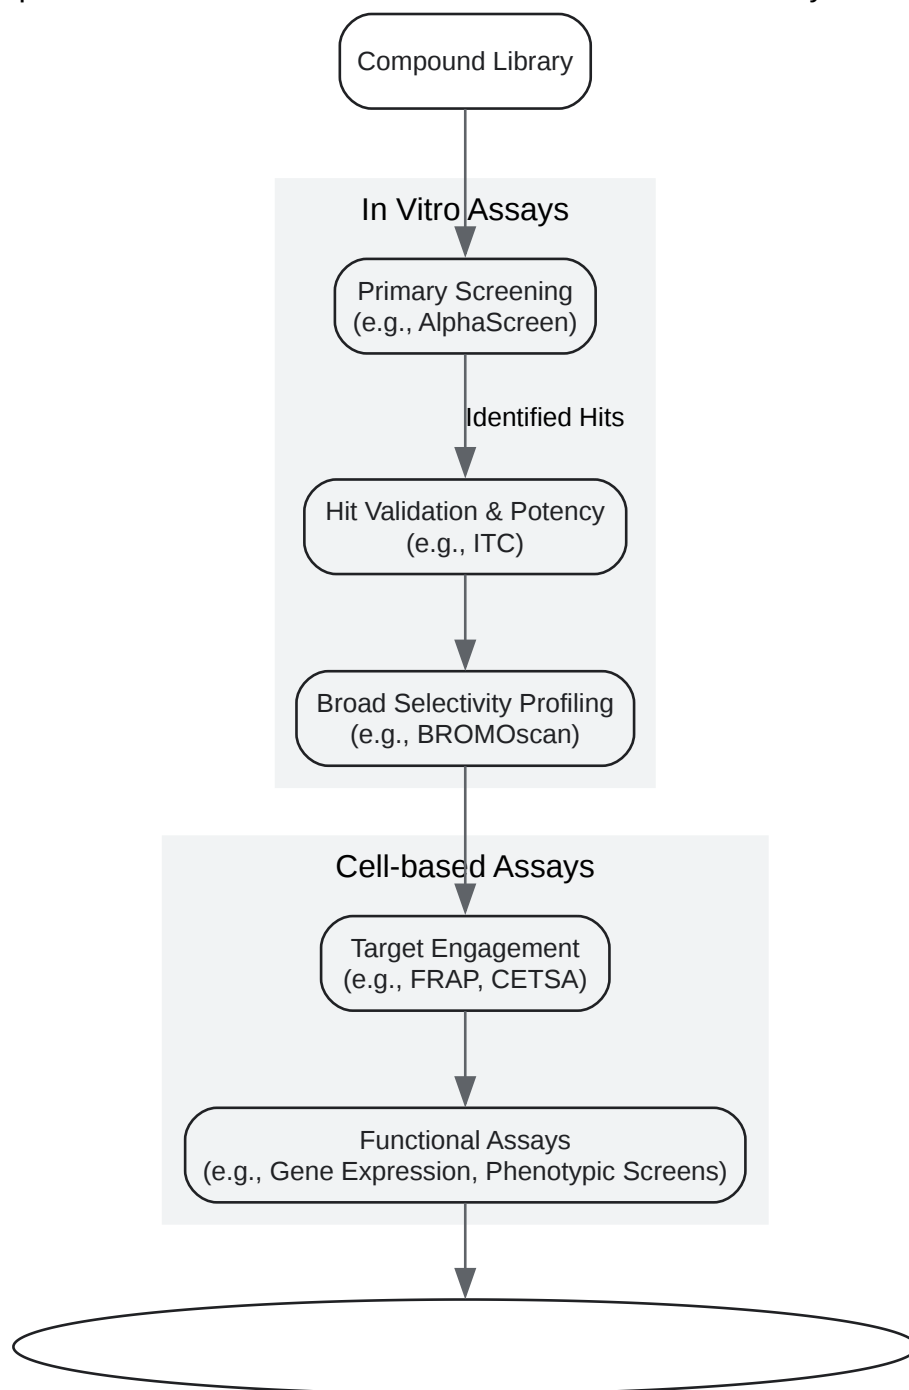 Compound Library
In Vitro Assays
Primary Screening
(e.g., AlphaScreen)
Identified Hits
Hit Validation & Potency
(e.g., ITC)
Broad Selectivity Profiling
(e.g., BROMOscan)
Cell-based Assays
Target Engagement
(e.g., FRAP, CETSA)
Functional Assays
(e.g., Gene Expression, Phenotypic Screens)